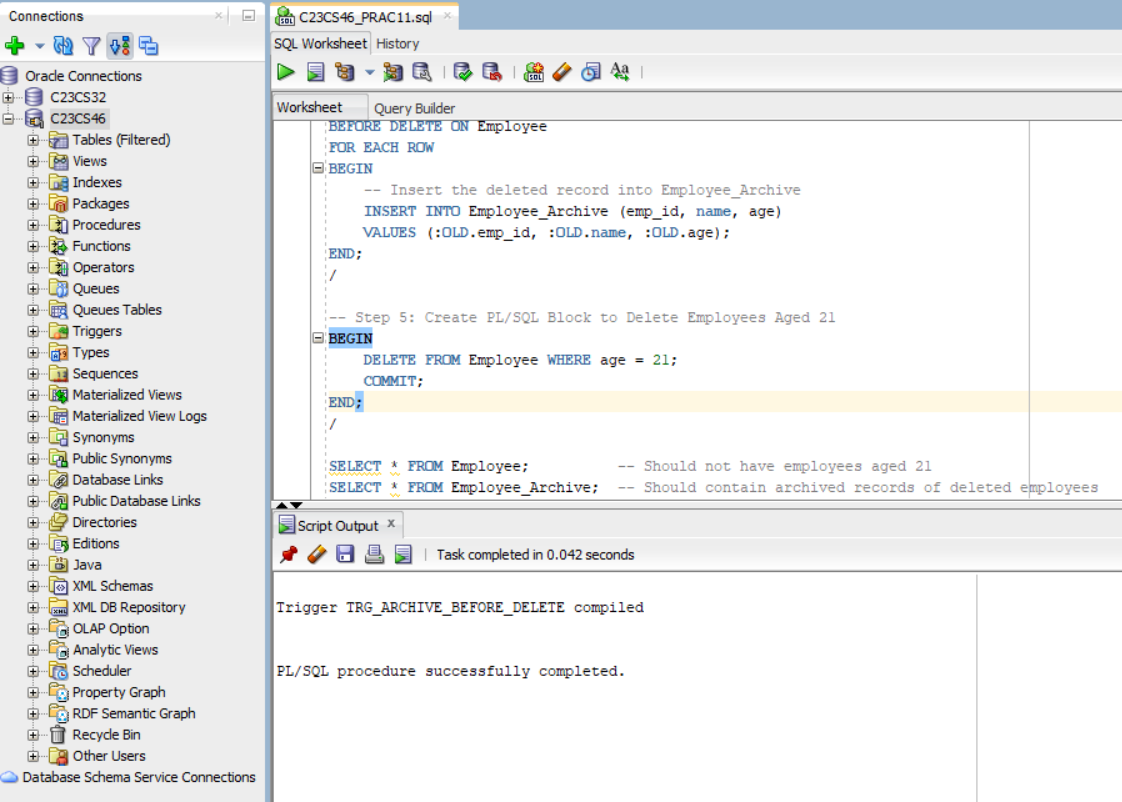 Connections
C23CS46_PRAC11.sql
SQL Worksheet History
Oracle Connections
C23CS32
C23CS46
Tables (Filtered)
Views
Indexes
Packages
Procedures
Functions
Operators
Queues
Queues Tables
Triggers
Types
Sequences
Materialized Views
Materialized View Logs
Synonyms
Public Synonyms
Database Links
Public Database Links
Directories
Editions
Java
XML Schemas
XML DB Repository
OLAP Option
Analytic Views
Scheduler
Property Graph
RDF Semantic Graph
Recycle Bin
Other Users
Database Schema Service Connections
Worksheet Query Builder
BEFORE DELETE ON Employee
FOR EACH ROW
BEGIN
-- Insert the deleted record into Employee_Archive
INSERT INTO Employee_Archive (emp_id, name, age)
VALUES (:OLD.emp_id, :OLD.name, :OLD.age);
END;
/
-- Step 5: Create PL/SQL Block to Delete Employees Aged 21
BEGIN
DELETE FROM Employee WHERE age = 21;
COMMIT;
END;
/
SELECT * FROM Employee; -- Should not have employees aged 21
SELECT * FROM Employee_Archive; -- Should contain archived records of deleted employees
Script Output x
Task completed in 0.042 seconds
Trigger TRG_ARCHIVE_BEFORE_DELETE compiled
PL/SQL procedure successfully completed.